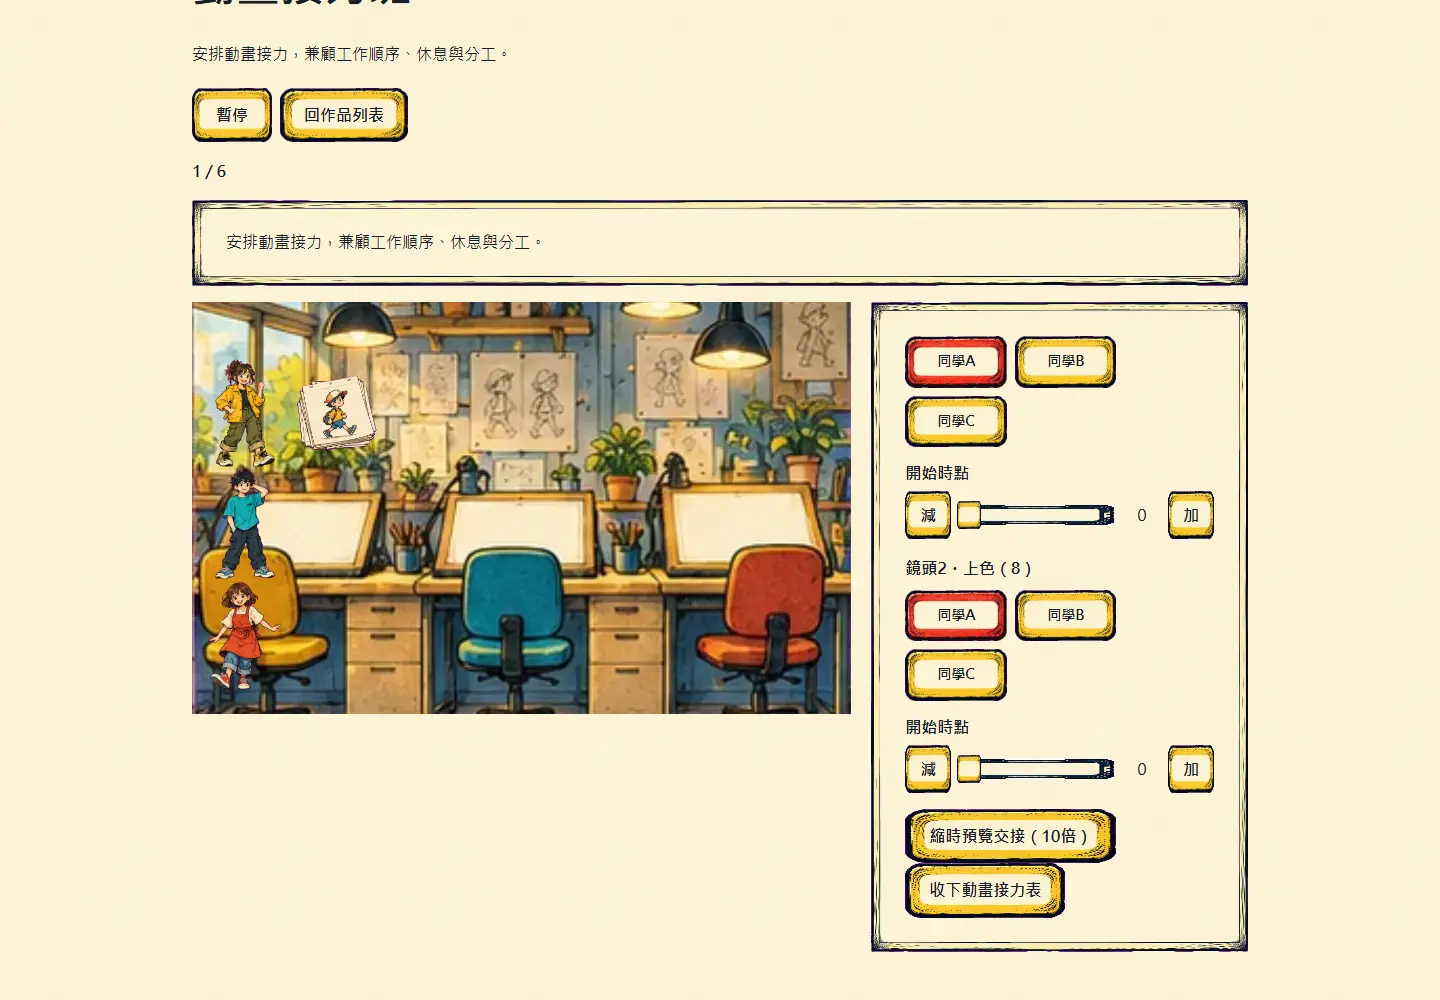 安排動畫接力，兼顧工作順序、休息與分工。
暫停
回作品列表
1 / 6
安排動畫接力，兼顧工作順序、休息與分工。
同學A
同學B
同學C
開始時點
減
0
加
鏡頭2・上色（8）
同學A
同學B
同學C
開始時點
減
0
加
縮時預覽交接（10倍）
收下動畫接力表